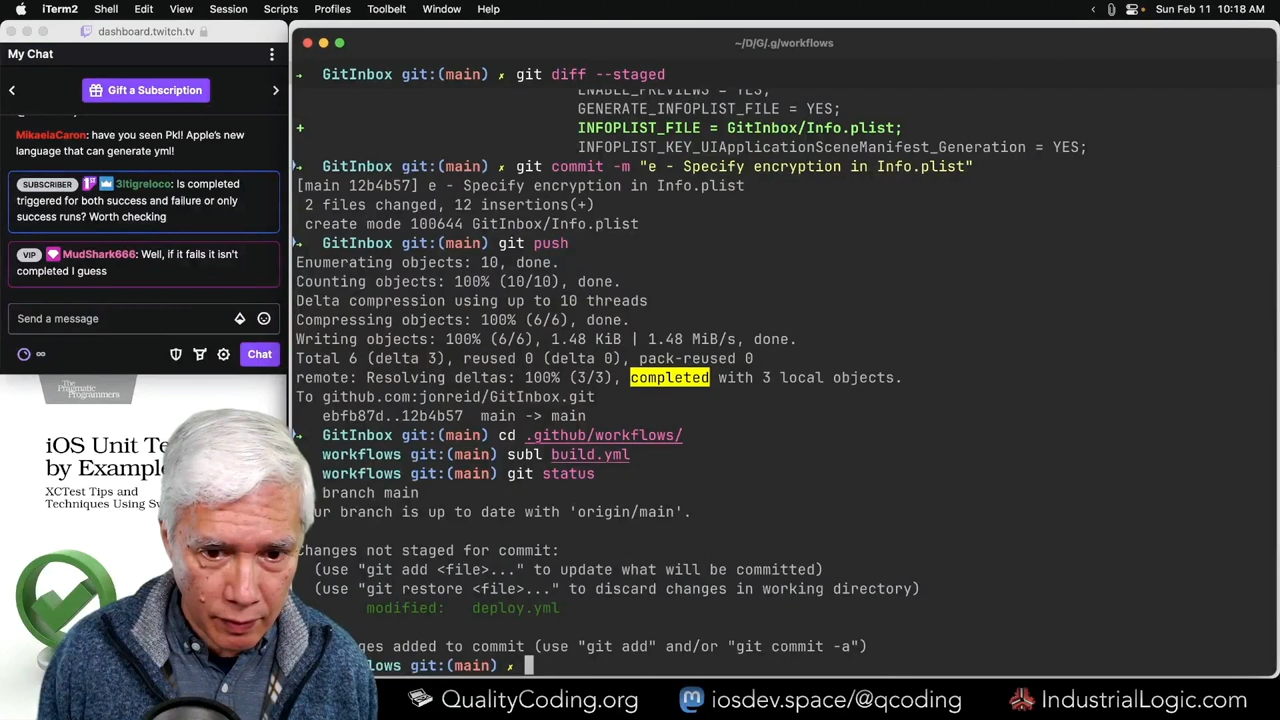 iTerm2 Shell Edit View Session Scripts Profiles Toolbelt Window Help Sun Feb 11 10:18 AM
dashboard.twitch.tv
My Chat
Gift a Subscription
MikaelaCaron: have you seen Pkl! Apple's new
language that can generate yml!
SUBSCRIBER 3ltigreloco: Is completed
triggered for both success and failure or only
success runs? Worth checking
VIP MudShark666: Well, if it fails it isn't
completed I guess
Send a message
Chat
~/D/G/.g/workflows
→ GitInbox git:(main) ✗ git diff --staged
ENABLE_PREVIEWS = YES;
GENERATE_INFOPLIST_FILE = YES;
+ INFOPLIST_FILE = GitInbox/Info.plist;
INFOPLIST_KEY_UIApplicationSceneManifest_Generation = YES;
→ GitInbox git:(main) ✗ git commit -m "e - Specify encryption in Info.plist"
[main 12b4b57] e - Specify encryption in Info.plist
2 files changed, 12 insertions(+)
create mode 100644 GitInbox/Info.plist
→ GitInbox git:(main) git push
Enumerating objects: 10, done.
Counting objects: 100% (10/10), done.
Delta compression using up to 10 threads
Compressing objects: 100% (6/6), done.
Writing objects: 100% (6/6), 1.48 KiB | 1.48 MiB/s, done.
Total 6 (delta 3), reused 0 (delta 0), pack-reused 0
remote: Resolving deltas: 100% (3/3), completed with 3 local objects.
To github.com:jonreid/GitInbox.git
ebfb87d..12b4b57 main -> main
→ GitInbox git:(main) cd .github/workflows/
workflows git:(main) subl build.yml
workflows git:(main) git status
branch main
ur branch is up to date with 'origin/main'.
Changes not staged for commit:
(use "git add <file>..." to update what will be committed)
(use "git restore <file>..." to discard changes in working directory)
modified: deploy.yml
ges added to commit (use "git add" and/or "git commit -a")
flows git:(main) ✗
The
Pragmatic
Programmers
iOS Unit Te
by Example
XCTest Tips and
Techniques Using Sw
QualityCoding.org iosdev.space/@qcoding IndustrialLogic.com